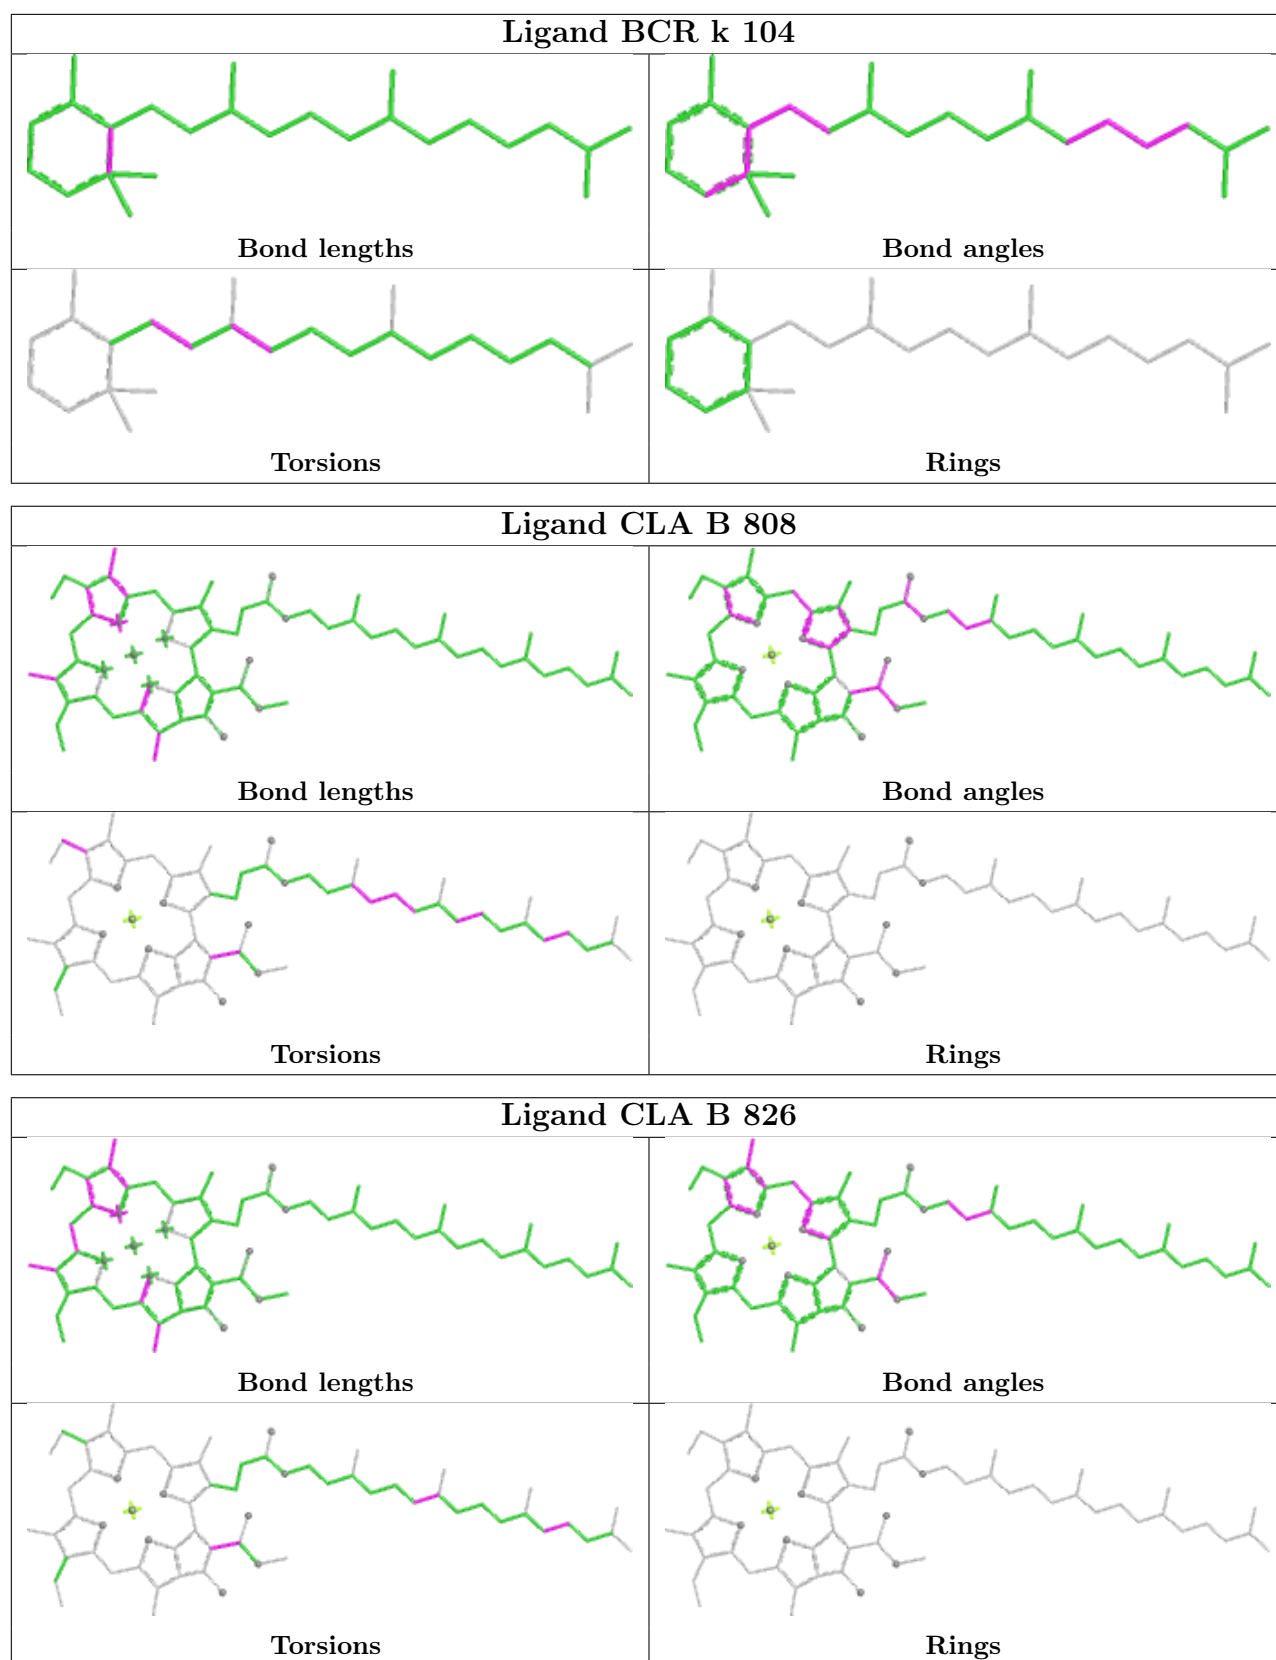 Ligand BCR k 104
Bond lengths
Bond angles
Torsions
Rings
Ligand CLA B 808
Bond lengths
Bond angles
Torsions
Rings
Ligand CLA B 826
Bond lengths
Bond angles
Torsions
Rings